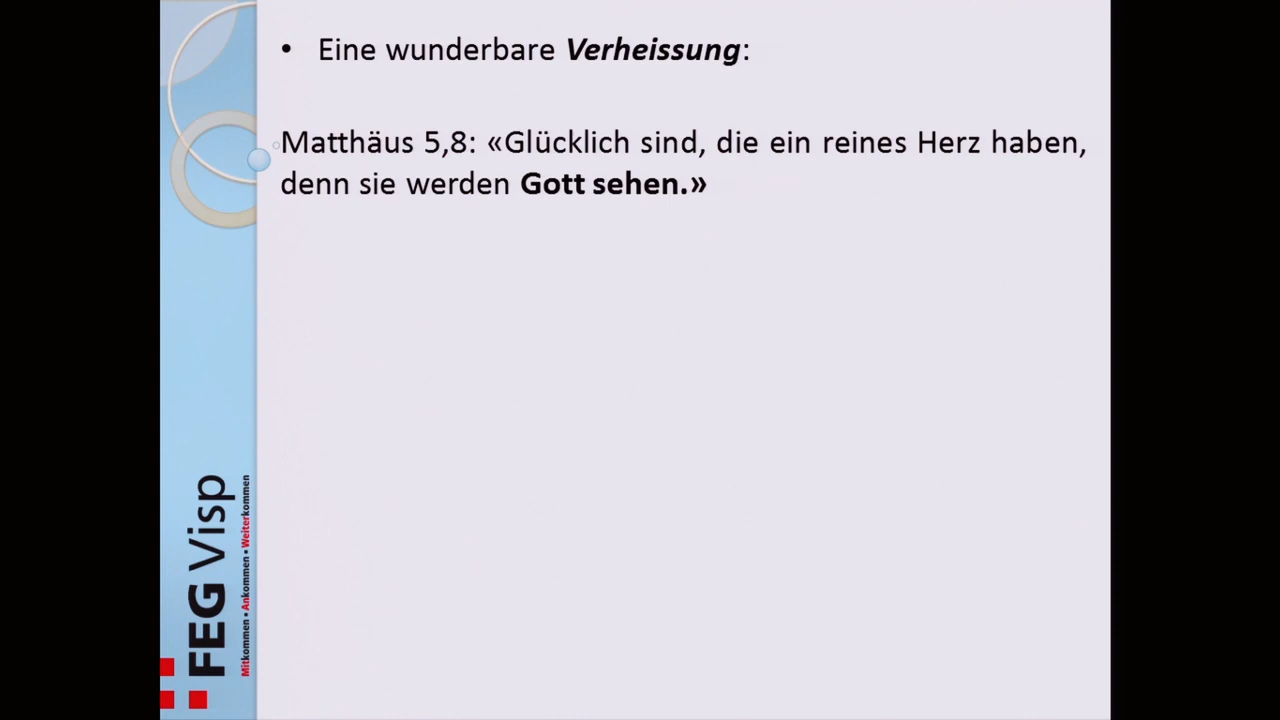 • Eine wunderbare Verheissung:
Matthäus 5,8: «Glücklich sind, die ein reines Herz haben,
denn sie werden Gott sehen.»
FEG Visp
Mitkommen • Ankommen • Weiterkommen